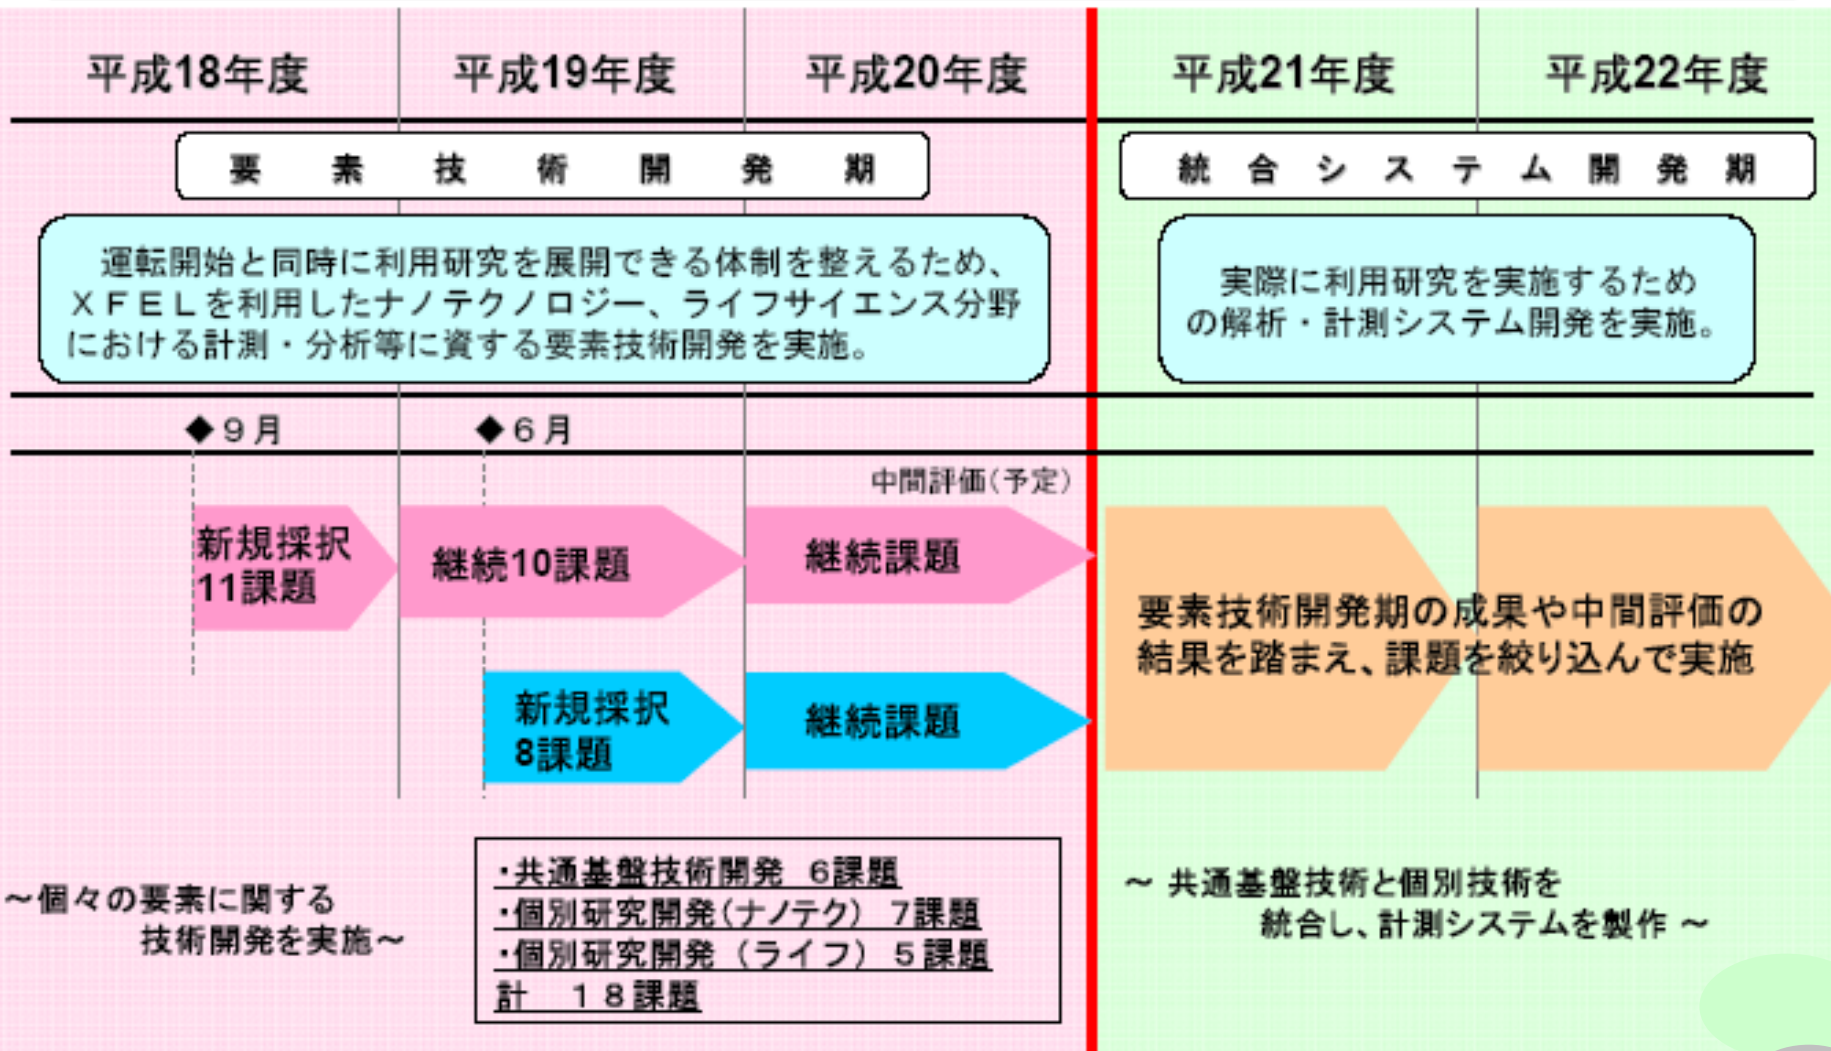 平成18年度
平成19年度
平成20年度
平成21年度
平成22年度
要素技術開発期
統合システム開発期
運転開始と同時に利用研究を展開できる体制を整えるため、
ＸＦＥＬを利用したナノテクノロジー、ライフサイエンス分野
における計測・分析等に資する要素技術開発を実施。
実際に利用研究を実施するため
の解析・計測システム開発を実施。
◆９月
◆６月
中間評価（予定）
新規採択
11課題
継続10課題
継続課題
要素技術開発期の成果や中間評価の
結果を踏まえ、課題を絞り込んで実施
新規採択
8課題
継続課題
～個々の要素に関する
技術開発を実施～
・共通基盤技術開発　6課題
・個別研究開発（ナノテク）　7課題
・個別研究開発（ライフ）　５課題
計　１８課題
～ 共通基盤技術と個別技術を
統合し、計測システムを製作 ～